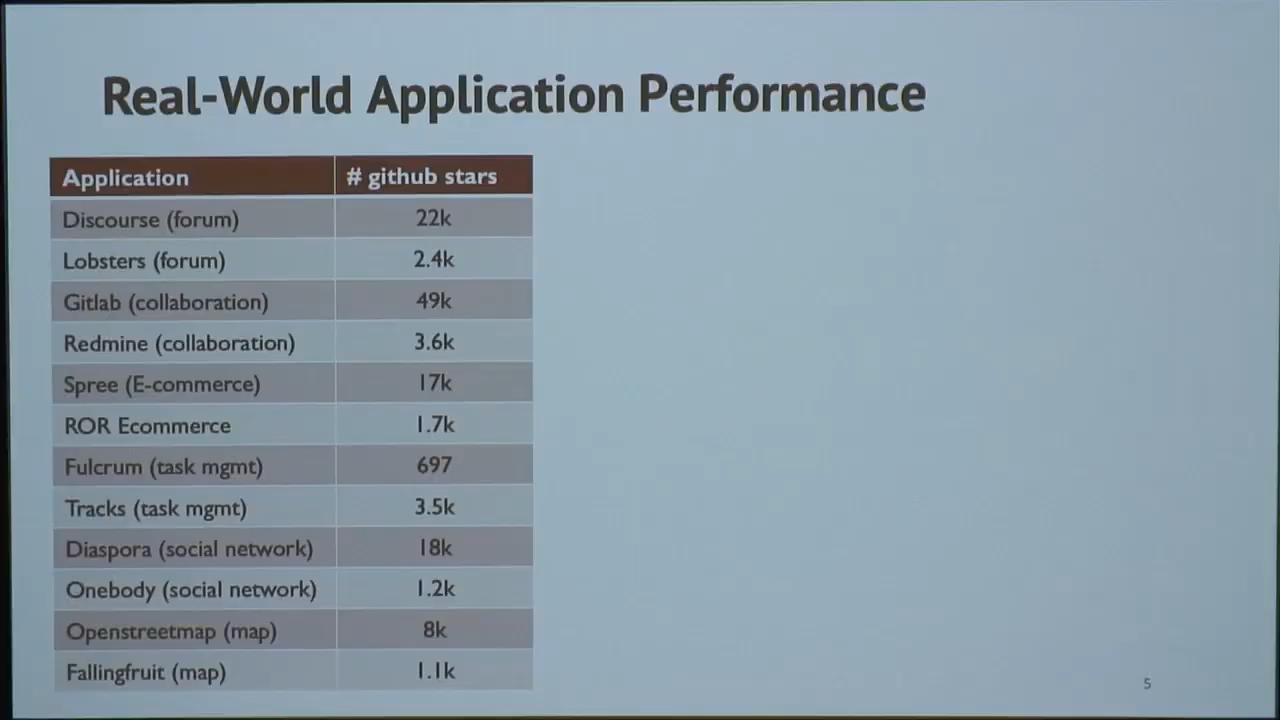 Real-World Application Performance
Application # github stars
Discourse (forum) 22k
Lobsters (forum) 2.4k
Gitlab (collaboration) 49k
Redmine (collaboration) 3.6k
Spree (E-commerce) 17k
ROR Ecommerce 1.7k
Fulcrum (task mgmt) 697
Tracks (task mgmt) 3.5k
Diaspora (social network) 18k
Onebody (social network) 1.2k
Openstreetmap (map) 8k
Fallingfruit (map) 1.1k
5